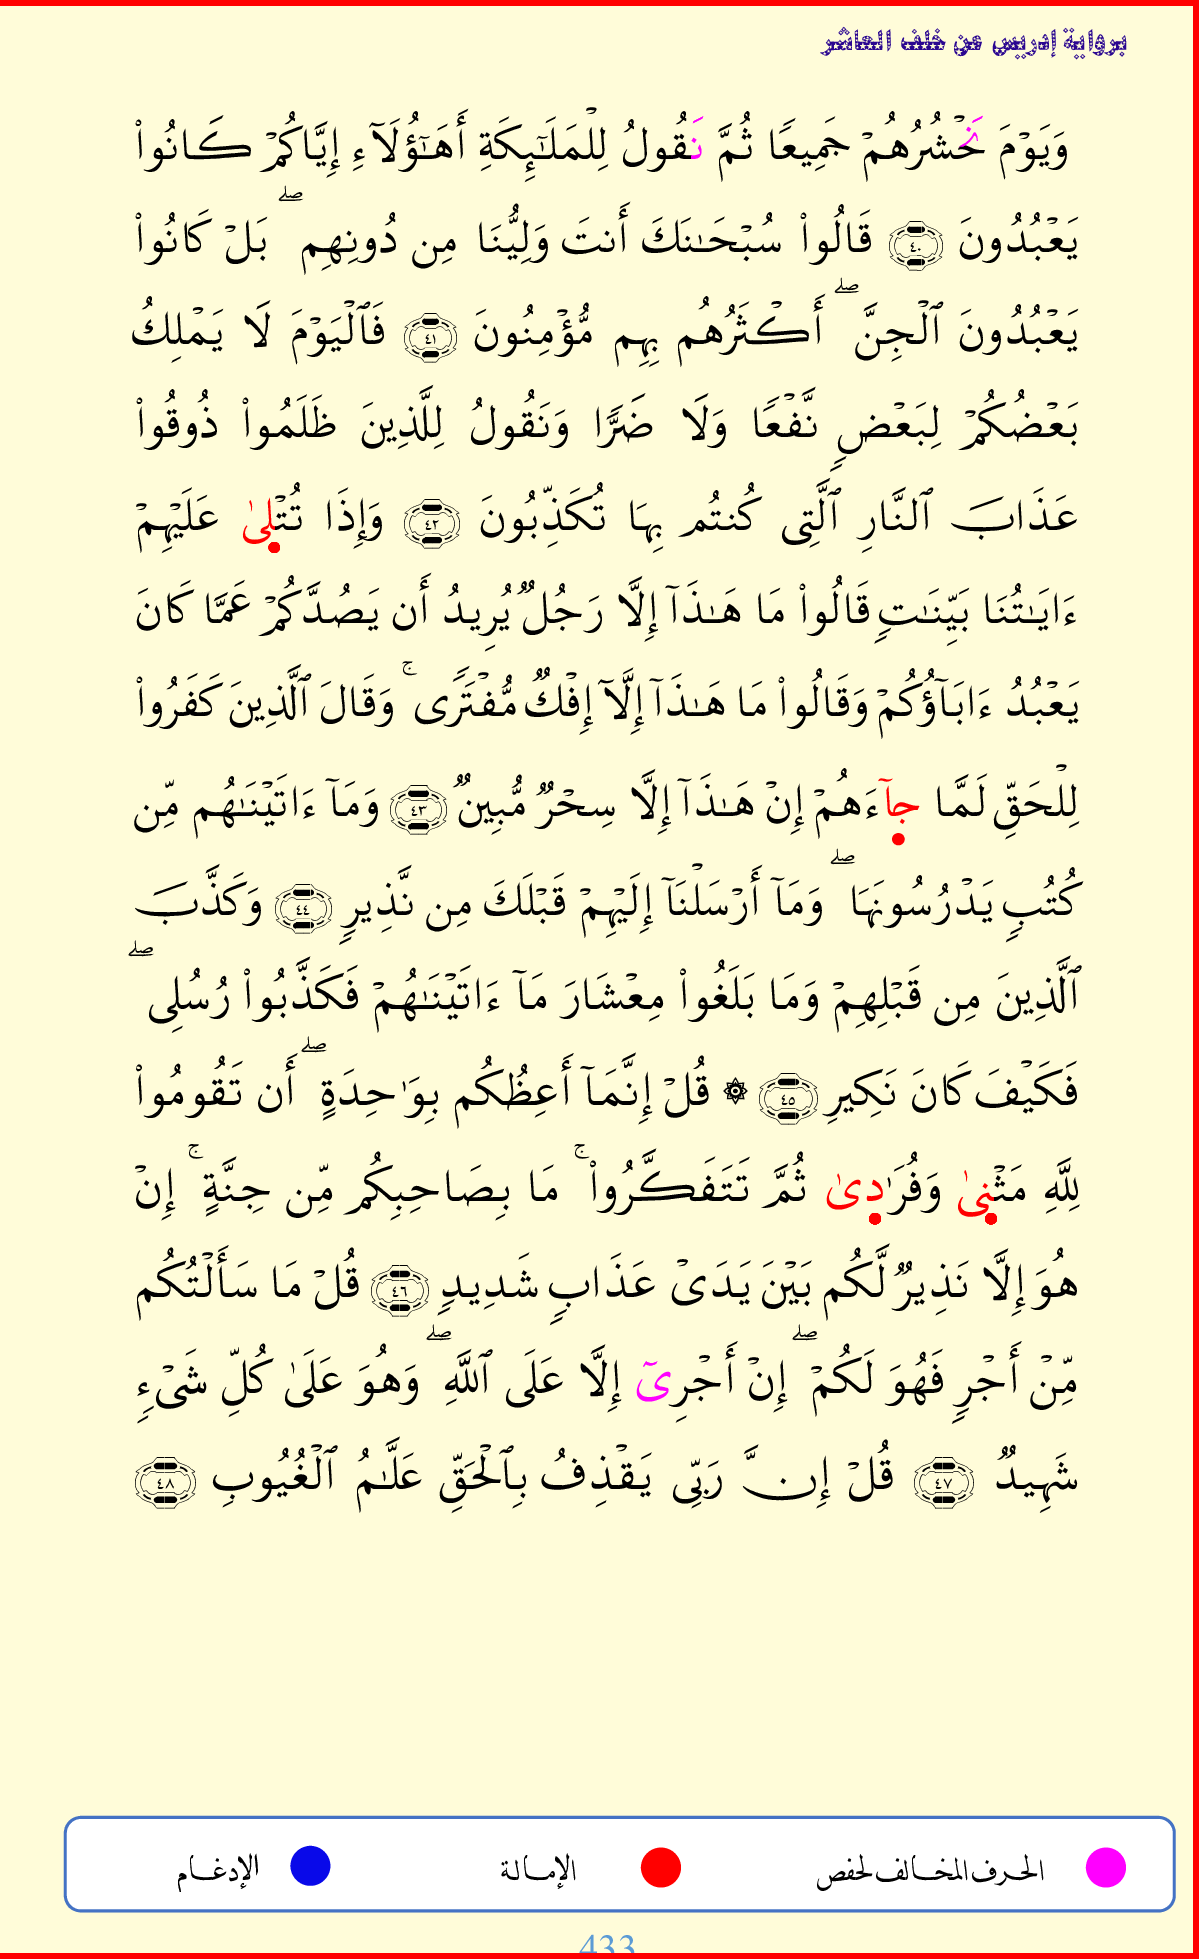 برواية إدريس عن خلف العاشر
وَيَوْمَ نَحْشُرُهُمْ جَمِيعًا ثُمَّ نَقُولُ لِلْمَلَٰٓئِكَةِ أَهَٰٓؤُلَآءِ إِيَّاكُمْ كَانُوا۟
يَعْبُدُونَ ٤٠ قَالُوا۟ سُبْحَٰنَكَ أَنتَ وَلِيُّنَا مِن دُونِهِم ۖ بَلْ كَانُوا۟
يَعْبُدُونَ ٱلْجِنَّ ۖ أَكْثَرُهُم بِهِم مُّؤْمِنُونَ ٤١ فَٱلْيَوْمَ لَا يَمْلِكُ
بَعْضُكُمْ لِبَعْضٍ نَّفْعًا وَلَا ضَرًّا وَنَقُولُ لِلَّذِينَ ظَلَمُوا۟ ذُوقُوا۟
عَذَابَ ٱلنَّارِ ٱلَّتِى كُنتُم بِهَا تُكَذِّبُونَ ٤٢ وَإِذَا تُتْلِىٰ عَلَيْهِمْ
ءَايَٰتُنَا بَيِّنَٰتٍ قَالُوا۟ مَا هَٰذَآ إِلَّا رَجُلٌ يُرِيدُ أَن يَصُدَّكُمْ عَمَّا كَانَ
يَعْبُدُ ءَابَآؤُكُمْ وَقَالُوا۟ مَا هَٰذَآ إِلَّآ إِفْكٌ مُّفْتَرًى ۚ وَقَالَ ٱلَّذِينَ كَفَرُوا۟
لِلْحَقِّ لَمَّا جآءَهُمْ إِنْ هَٰذَآ إِلَّا سِحْرٌ مُّبِينٌ ٤٣ وَمَآ ءَاتَيْنَٰهُم مِّن
كُتُبٍ يَدْرُسُونَهَا ۖ وَمَآ أَرْسَلْنَآ إِلَيْهِمْ قَبْلَكَ مِن نَّذِيرٍ ٤٤ وَكَذَّبَ
ٱلَّذِينَ مِن قَبْلِهِمْ وَمَا بَلَغُوا۟ مِعْشَارَ مَآ ءَاتَيْنَٰهُمْ فَكَذَّبُوا۟ رُسُلِى ۖ
فَكَيْفَ كَانَ نَكِيرِ ٤٥ ۞ قُلْ إِنَّمَآ أَعِظُكُم بِوَٰحِدَةٍ ۖ أَن تَقُومُوا۟
لِلَّهِ مَثْنِىٰ وَفُرَٰدِىٰ ثُمَّ تَتَفَكَّرُوا۟ ۚ مَا بِصَاحِبِكُم مِّن جِنَّةٍ ۚ إِنْ
هُوَ إِلَّا نَذِيرٌ لَّكُم بَيْنَ يَدَىْ عَذَابٍ شَدِيدٍ ٤٦ قُلْ مَا سَأَلْتُكُم
مِّنْ أَجْرٍ فَهُوَ لَكُمْ ۖ إِنْ أَجْرِىٓ إِلَّا عَلَى ٱللَّهِ ۖ وَهُوَ عَلَىٰ كُلِّ شَىْءٍ
شَهِيدٌ ٤٧ قُلْ إِنَّ رَبِّى يَقْذِفُ بِٱلْحَقِّ عَلَّٰمُ ٱلْغُيُوبِ ٤٨
الحرف المخالف لحفص الإمالة الإدغام
433